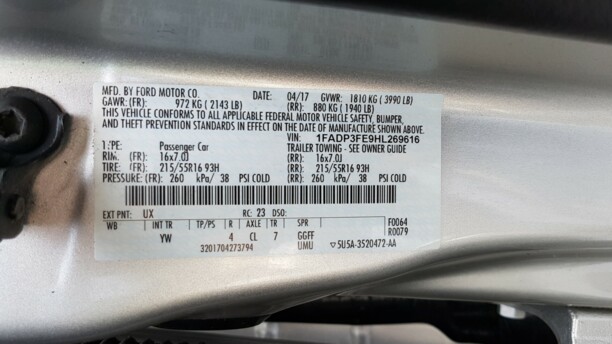 MFD. BY FORD MOTOR CO. DATE: 04/17 GVWR: 1810 KG ( 3990 LB)
GAWR: (FR): 972 KG ( 2143 LB) (RR): 880 KG ( 1940 LB)
THIS VEHICLE CONFORMS TO ALL APPLICABLE FEDERAL MOTOR VEHICLE SAFETY, BUMPER,
AND THEFT PREVENTION STANDARDS IN EFFECT ON THE DATE OF MANUFACTURE SHOWN ABOVE.
VIN: 1FADP3FE9HL269616
TYPE: Passenger Car TRAILER TOWING - SEE OWNER GUIDE
RIM: 16x7.0J 16x7.0J
TIRE: (FR) 215/55R16 93H (RR) 215/55R16 93H
PRESSURE: (FR) 260 kPa/ 38 PSI COLD (RR) 260 kPa/ 38 PSI COLD
EXT PNT: UX RC: 23 DSO:
WB INT TR TP/PS R AXLE TR SPR F0064
YW 4 CL 7 GGFF R0079
3201704273794 UMU ▽5U5A-3520472-AA